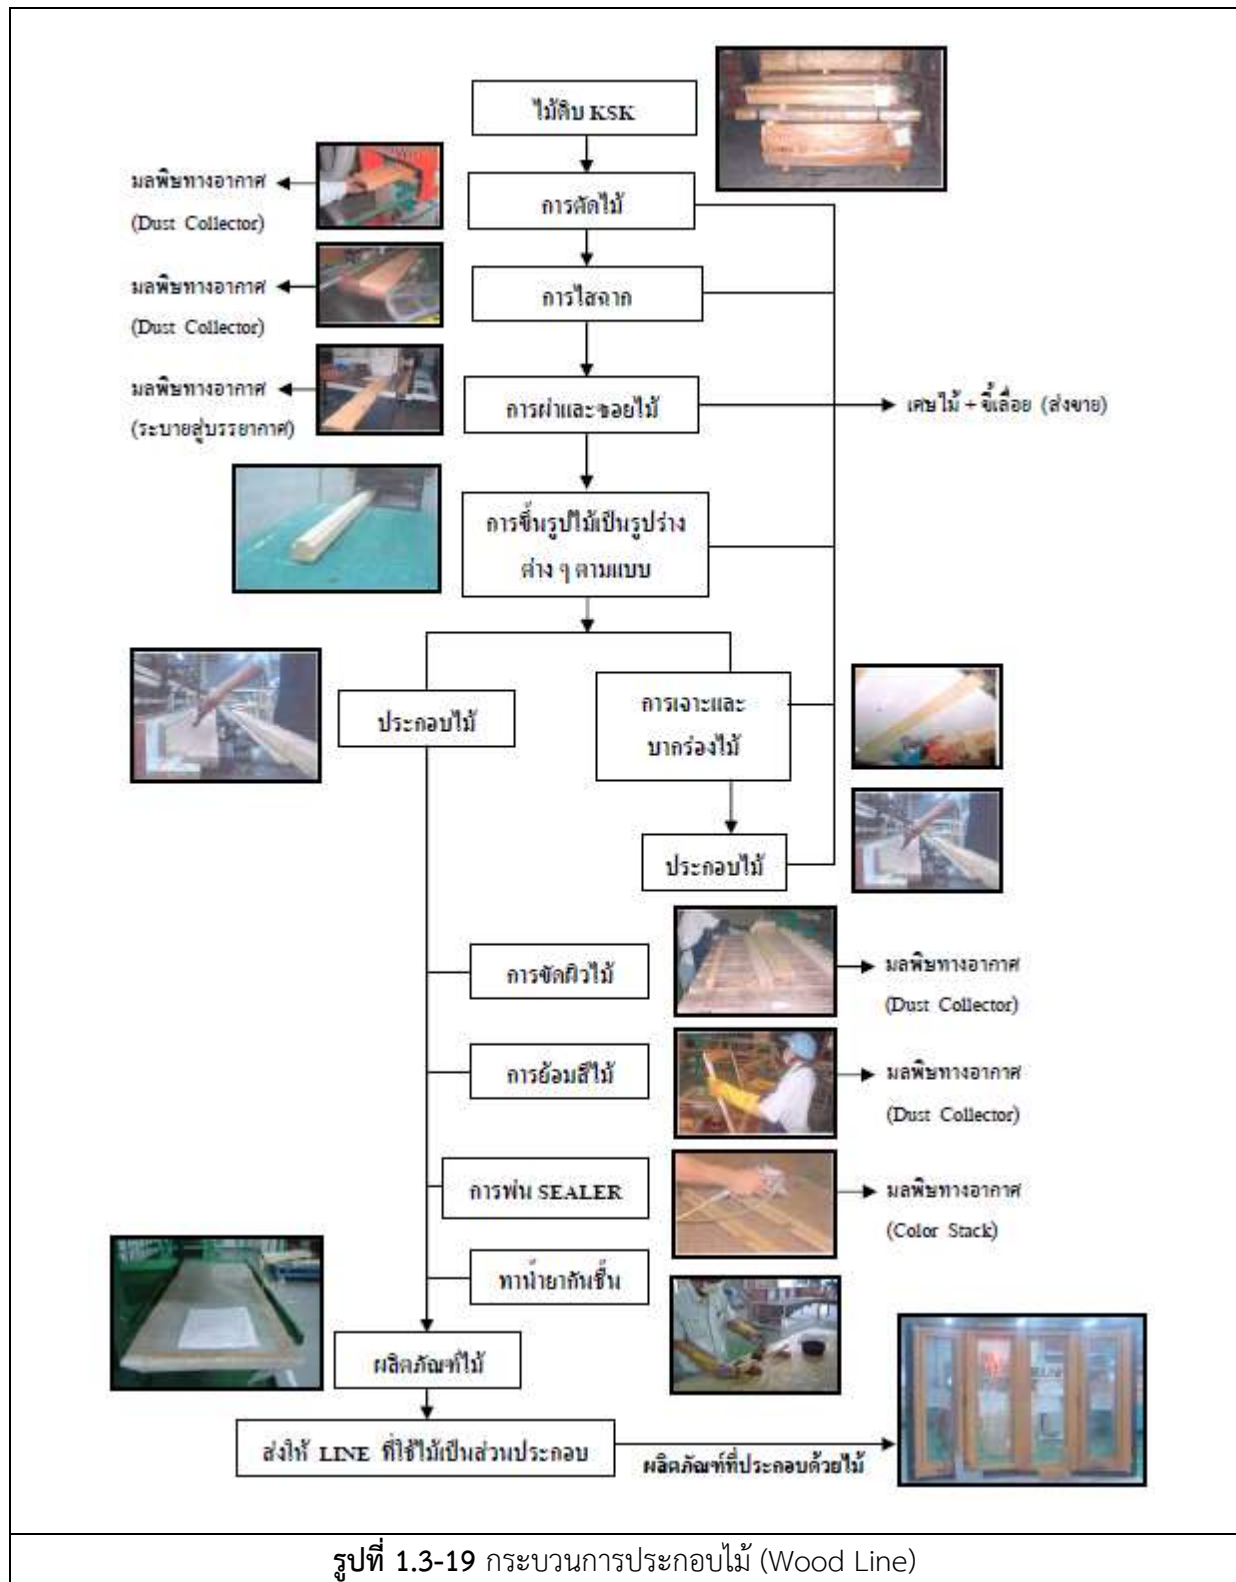 ไม้ดิบ KSK
มลพิษทางอากาศ
(Dust Collector)
การตัดไม้
มลพิษทางอากาศ
(Dust Collector)
การไสฉาก
มลพิษทางอากาศ
(ระบายสู่บรรยากาศ)
การผ่าและซอยไม้
เศษไม้ + ขี้เลื่อย (ส่งขาย)
การขึ้นรูปไม้เป็นรูปร่าง
ต่าง ๆ ตามแบบ
ประกอบไม้
การเจาะและ
บากร่องไม้
ประกอบไม้
การขัดผิวไม้
มลพิษทางอากาศ
(Dust Collector)
การย้อมสีไม้
มลพิษทางอากาศ
(Dust Collector)
การพ่น SEALER
มลพิษทางอากาศ
(Color Stack)
ทาน้ำยากันชื้น
ผลิตภัณฑ์ไม้
ส่งให้ LINE ที่ใช้ไม้เป็นส่วนประกอบ
ผลิตภัณฑ์ที่ประกอบด้วยไม้
รูปที่ 1.3-19 กระบวนการประกอบไม้ (Wood Line)